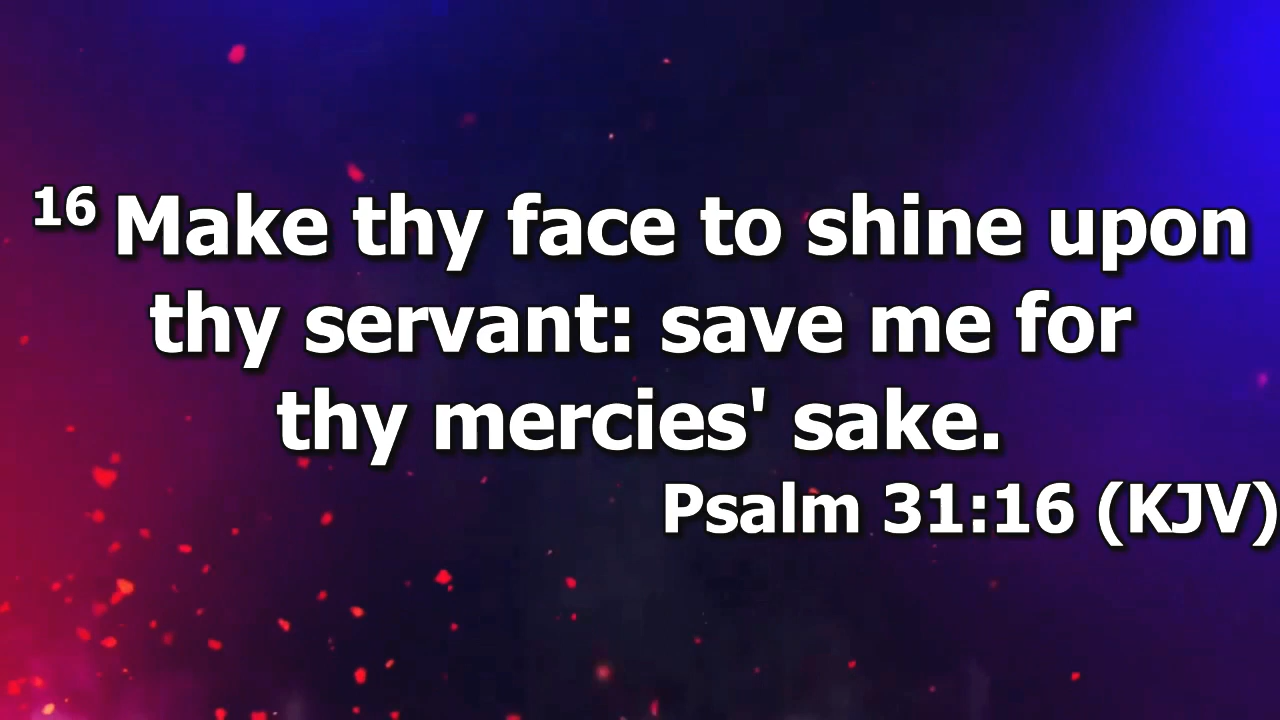 16 Make thy face to shine upon
thy servant: save me for
thy mercies' sake.
Psalm 31:16 (KJV)